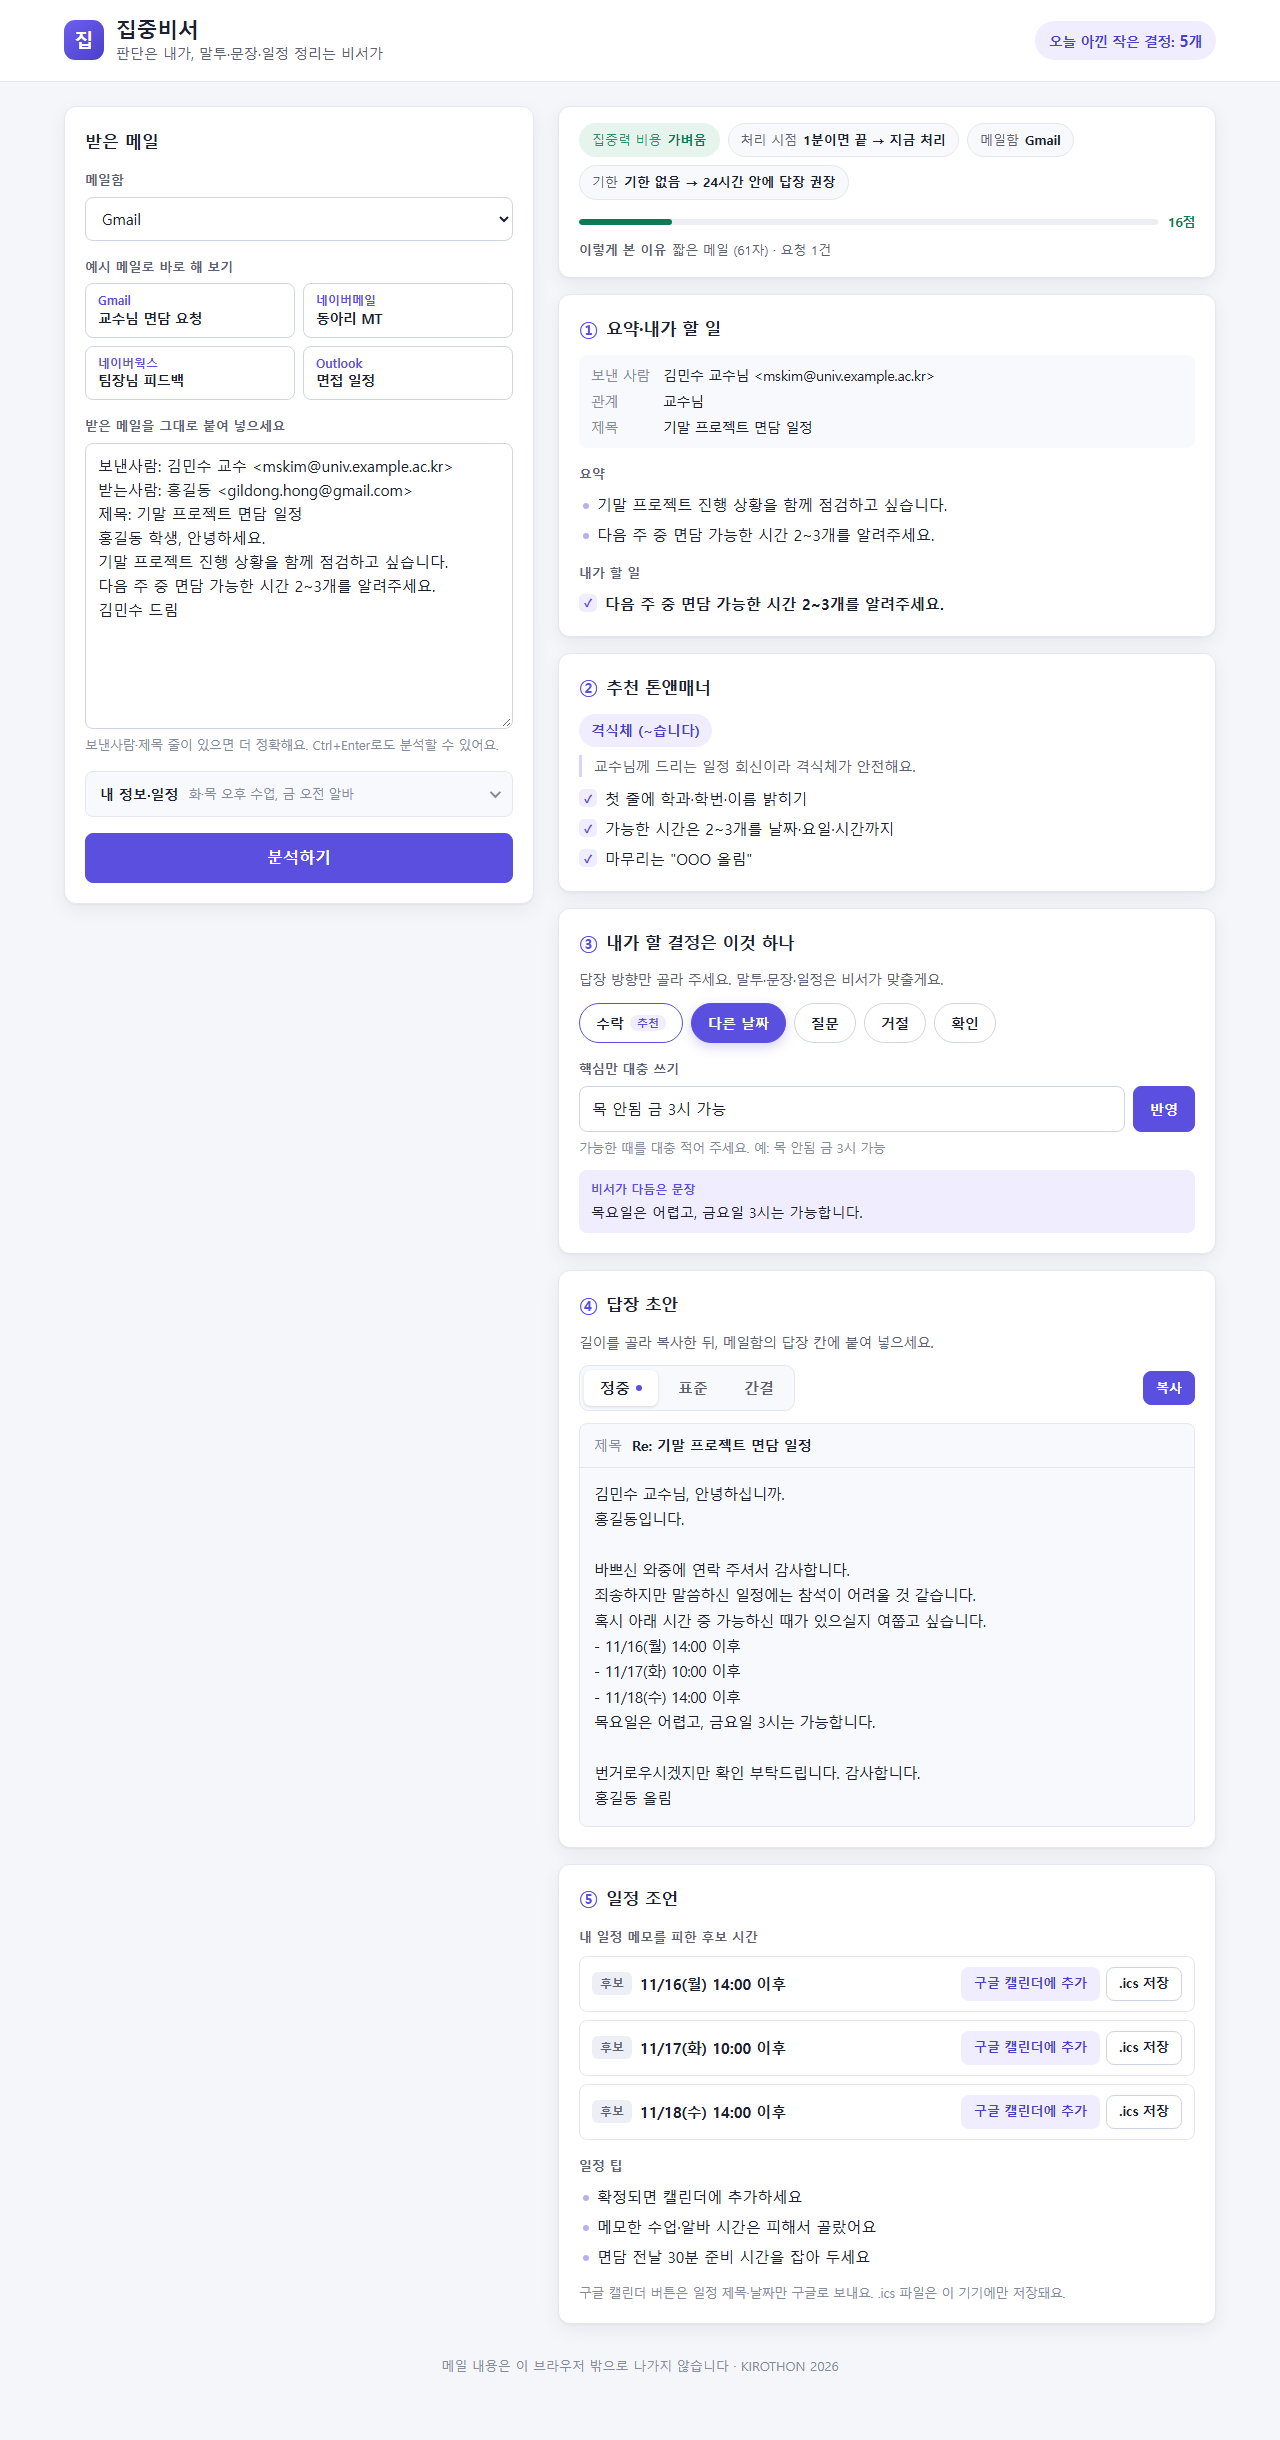 집
집중비서
판단은 내가, 말투·문장·일정 정리는 비서가
오늘 아낀 작은 결정: 5개
받은 메일
메일함
Gmail
예시 메일로 바로 해 보기
Gmail
교수님 면담 요청
네이버메일
동아리 MT
네이버웍스
팀장님 피드백
Outlook
면접 일정
받은 메일을 그대로 붙여 넣으세요
보낸사람: 김민수 교수 <mskim@univ.example.ac.kr>
받는사람: 홍길동 <gildong.hong@gmail.com>
제목: 기말 프로젝트 면담 일정
홍길동 학생, 안녕하세요.
기말 프로젝트 진행 상황을 함께 점검하고 싶습니다.
다음 주 중 면담 가능한 시간 2~3개를 알려주세요.
김민수 드림
보낸사람·제목 줄이 있으면 더 정확해요. Ctrl+Enter로도 분석할 수 있어요.
내 정보·일정 화·목 오후 수업, 금 오전 알바
분석하기
집중력 비용 가벼움
처리 시점 1분이면 끝 → 지금 처리
메일함 Gmail
기한 기한 없음 → 24시간 안에 답장 권장
16점
이렇게 본 이유 짧은 메일 (61자) · 요청 1건
① 요약·내가 할 일
보낸 사람 김민수 교수님 <mskim@univ.example.ac.kr>
관계 교수님
제목 기말 프로젝트 면담 일정
요약
기말 프로젝트 진행 상황을 함께 점검하고 싶습니다.
다음 주 중 면담 가능한 시간 2~3개를 알려주세요.
내가 할 일
✓ 다음 주 중 면담 가능한 시간 2~3개를 알려주세요.
② 추천 톤앤매너
격식체 (~습니다)
교수님께 드리는 일정 회신이라 격식체가 안전해요.
✓ 첫 줄에 학과·학번·이름 밝히기
✓ 가능한 시간은 2~3개를 날짜·요일·시간까지
✓ 마무리는 "OOO 올림"
③ 내가 할 결정은 이것 하나
답장 방향만 골라 주세요. 말투·문장·일정은 비서가 맞출게요.
수락 추천
다른 날짜
질문
거절
확인
핵심만 대충 쓰기
목 안됨 금 3시 가능
반영
가능한 때를 대충 적어 주세요. 예: 목 안됨 금 3시 가능
비서가 다듬은 문장
목요일은 어렵고, 금요일 3시는 가능합니다.
④ 답장 초안
길이를 골라 복사한 뒤, 메일함의 답장 칸에 붙여 넣으세요.
정중
표준
간결
복사
제목 Re: 기말 프로젝트 면담 일정
김민수 교수님, 안녕하십니까.
홍길동입니다.
바쁘신 와중에 연락 주셔서 감사합니다.
죄송하지만 말씀하신 일정에는 참석이 어려울 것 같습니다.
혹시 아래 시간 중 가능하신 때가 있으실지 여쭙고 싶습니다.
- 11/16(월) 14:00 이후
- 11/17(화) 10:00 이후
- 11/18(수) 14:00 이후
목요일은 어렵고, 금요일 3시는 가능합니다.
번거로우시겠지만 확인 부탁드립니다. 감사합니다.
홍길동 올림
⑤ 일정 조언
내 일정 메모를 피한 후보 시간
후보 11/16(월) 14:00 이후 구글 캘린더에 추가 .ics 저장
후보 11/17(화) 10:00 이후 구글 캘린더에 추가 .ics 저장
후보 11/18(수) 14:00 이후 구글 캘린더에 추가 .ics 저장
일정 팁
확정되면 캘린더에 추가하세요
메모한 수업·알바 시간은 피해서 골랐어요
면담 전날 30분 준비 시간을 잡아 두세요
구글 캘린더 버튼은 일정 제목·날짜만 구글로 보내요. .ics 파일은 이 기기에만 저장돼요.
메일 내용은 이 브라우저 밖으로 나가지 않습니다 · KIROTHON 2026